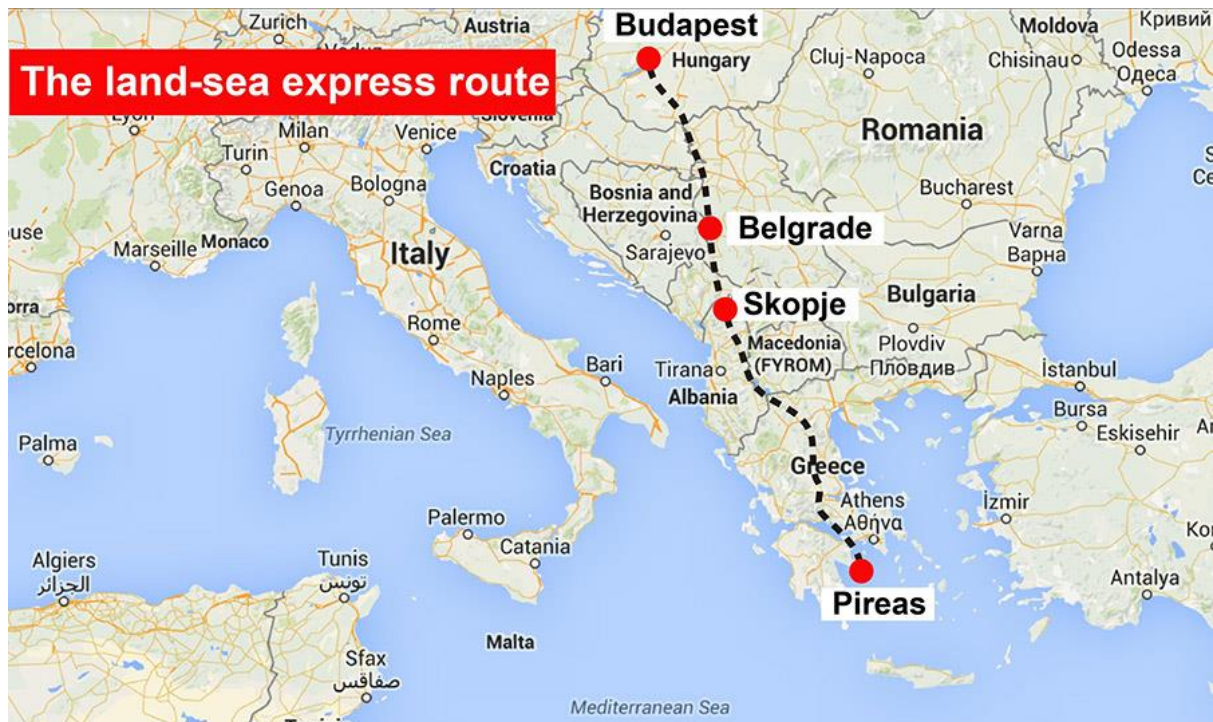 Zurich
Austria
Budapest
Moldova
Кривий
The land-sea express route
Hungary
Cluj-Napoca
Chisinau
Odessa
Одеса
Milan
Venice
Turin
Croatia
Romania
Genoa
Bologna
Bosnia and
Herzegovina
Bucharest
Marseille
Monaco
Italy
Sarajevo
Belgrade
Varna
Варна
Skopje
Bulgaria
Rome
Macedonia
(FYROM)
Plovdiv
Пловдив
Bari
Tirana
İstanbul
Naples
Albania
Bursa
Eskisehir
Palma
Tyrrhenian Sea
Greece
Athens
Αθήνα
İzmir
Palermo
Catania
Algiers
الجزائر
Tunis
تونس
Antalya
Pireas
Malta
Sfax
صفاقس
Mediterranean Sea